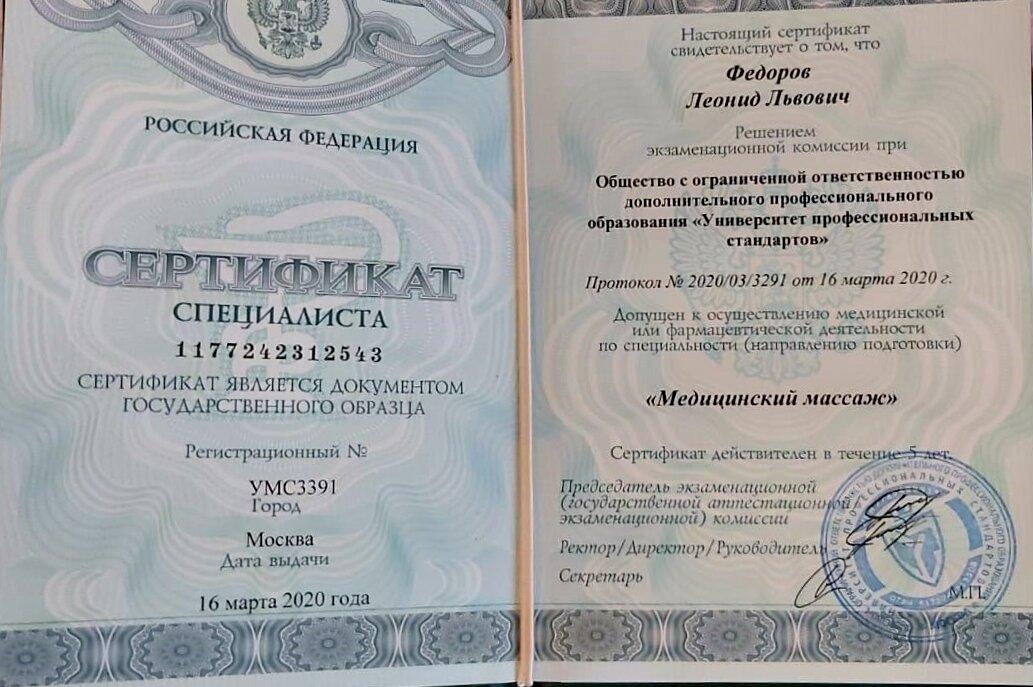 РОССИЙСКАЯ ФЕДЕРАЦИЯ
СЕРТИФИКАТ
СПЕЦИАЛИСТА
1177242312543
СЕРТИФИКАТ ЯВЛЯЕТСЯ ДОКУМЕНТОМ
ГОСУДАРСТВЕННОГО ОБРАЗЦА
Регистрационный №
УМС3391
Город
Москва
Дата выдачи
16 марта 2020 года
Настоящий сертификат
свидетельствует о том, что
Федоров
Леонид Львович
Решением
экзаменационной комиссии при
Общество с ограниченной ответственностью
дополнительного профессионального
образования «Университет профессиональных
стандартов»
Протокол № 2020/03/3291 от 16 марта 2020 г.
Допущен к осуществлению медицинской
или фармацевтической деятельности
по специальности (направлению подготовки)
«Медицинский массаж»
Сертификат действителен в течение 5 лет.
Председатель экзаменационной
(государственной аттестационной,
экзаменационной) комиссии
Ректор/Директор/Руководитель
Секретарь
М.П.